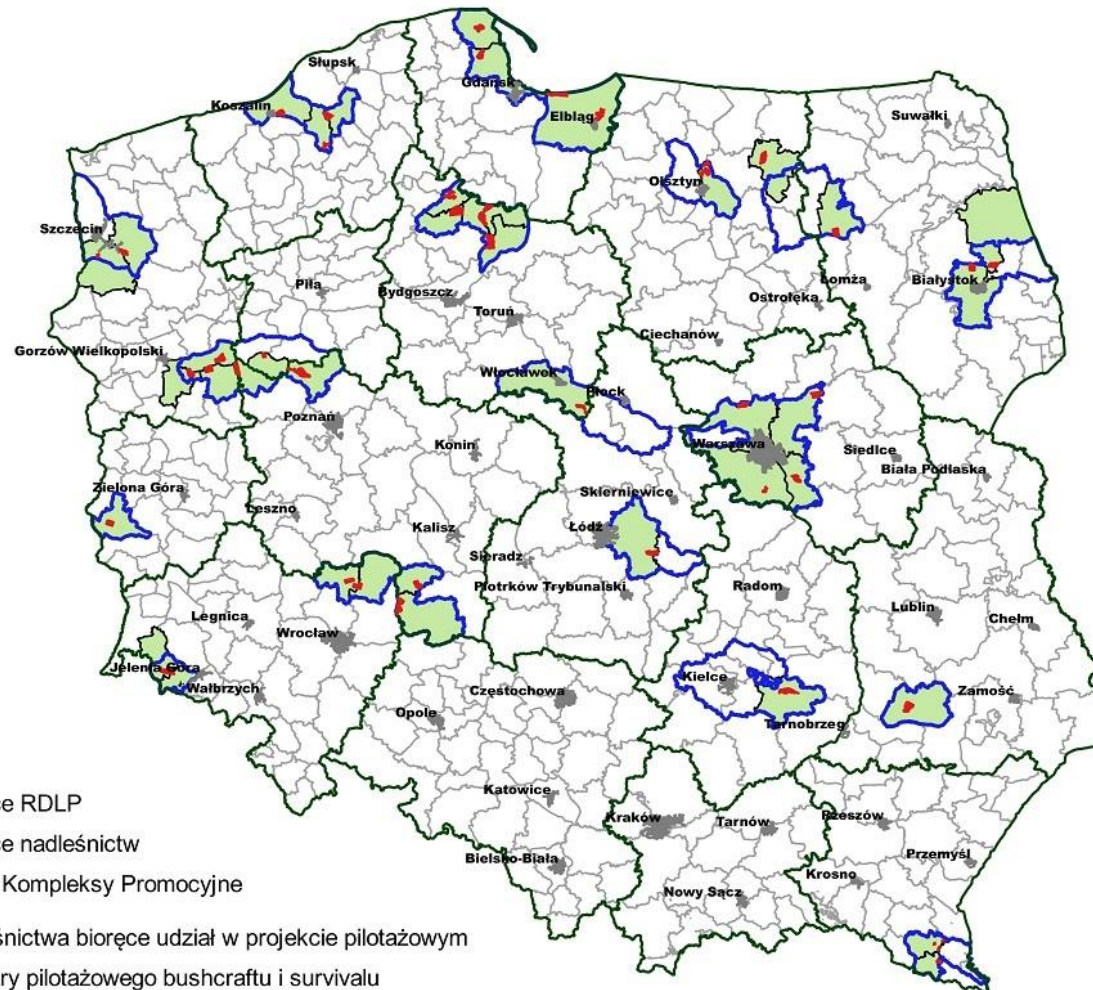 Słupsk
Gdańsk
Koszalin
Elbląg
Suwałki
Olsztyn
Szczecin
Piła
Bydgoszcz
Toruń
Ostrołęka
Łomża
Białystok
Ciechanów
Gorzów Wielkopolski
Włocławek
Płock
Poznań
Konin
Warszawa
Siedlce
Biała Podlaska
Zielona Góra
Leszno
Kalisz
Skierniewice
Łódź
Sieradz
Piotrków Trybunalski
Radom
Lublin
Chełm
Legnica
Wrocław
Jelenia Góra
Wałbrzych
Kielce
Tarnobrzeg
Zamość
Częstochowa
Opole
Katowice
Kraków
Tarnów
Rzeszów
Bielsko-Biała
Nowy Sącz
Krosno
Przemyśl
ce RDLP
ce nadleśnictw
Kompleksy Promocyjne
śnictwa bioręce udział w projekcie pilotażowym
ry pilotażowego bushcraftu i survivalu